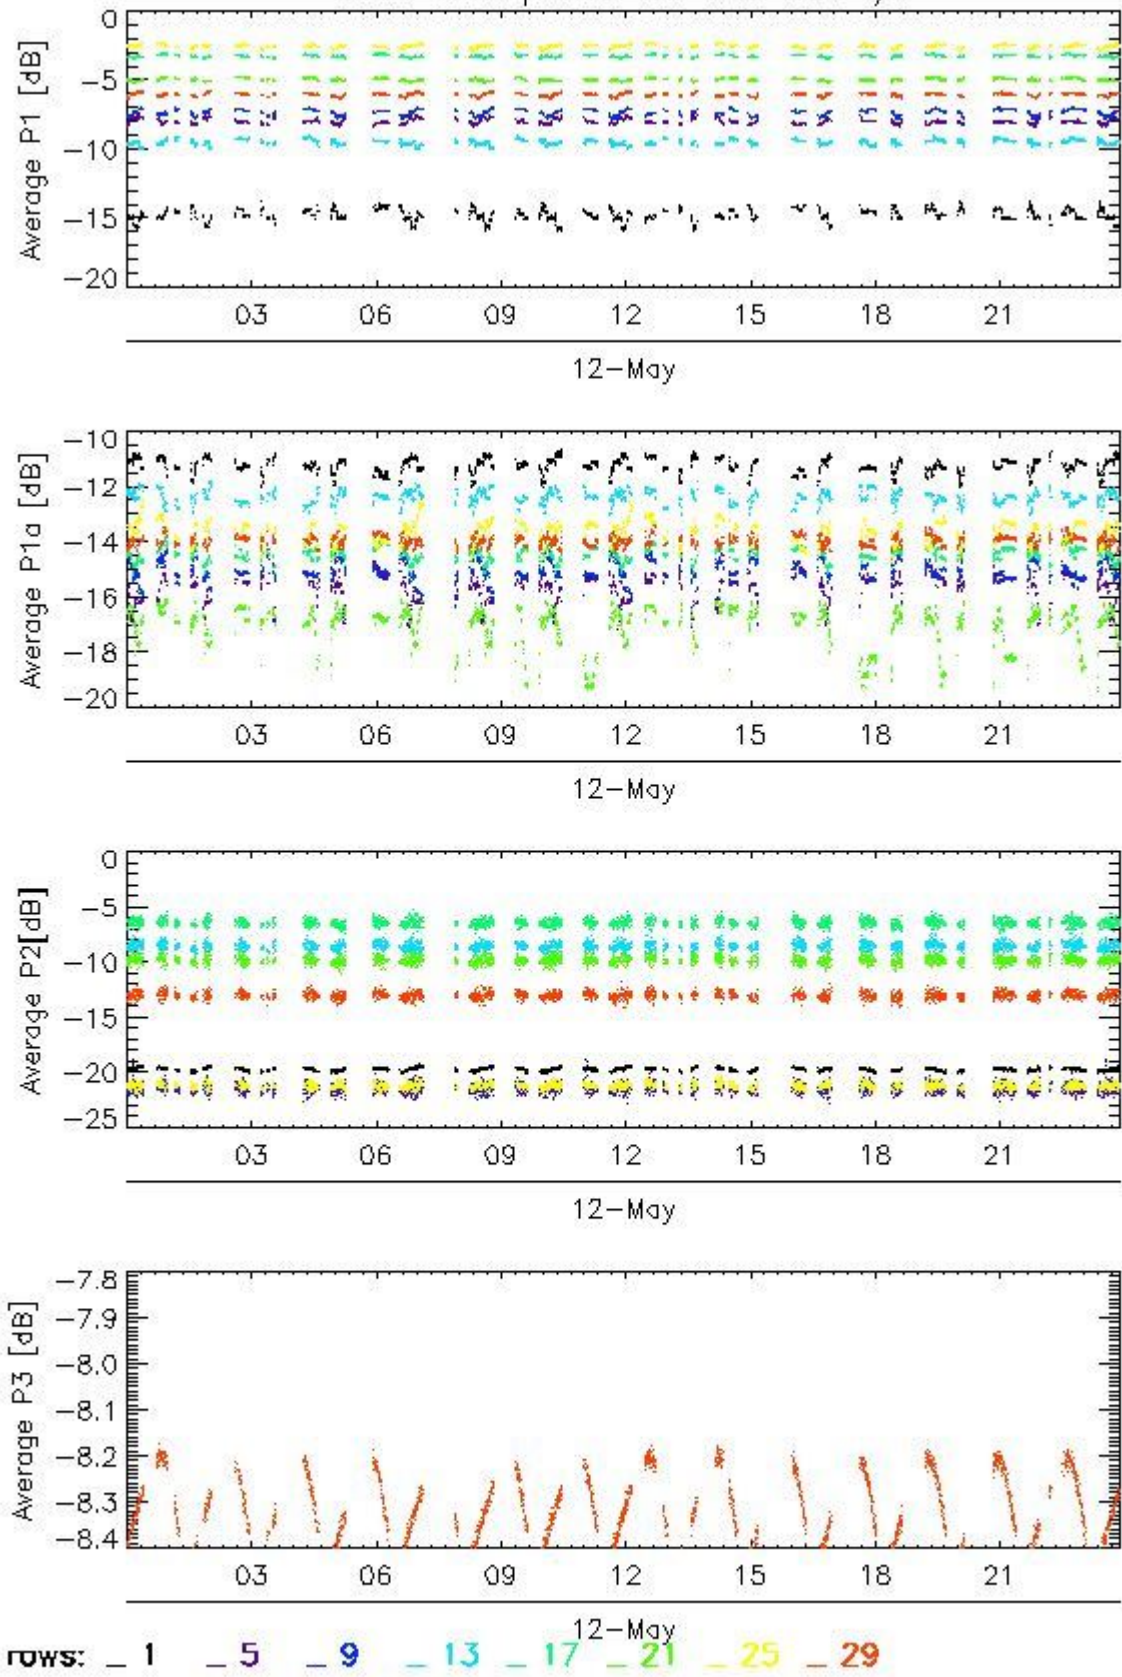 0
−5
−10
−15
−20
Average P1 [dB]
03 06 09 12 15 18 21
12−May
−10
−12
−14
−16
−18
−20
Average P1a [dB]
03 06 09 12 15 18 21
12−May
0
−5
−10
−15
−20
−25
Average P2[dB]
03 06 09 12 15 18 21
12−May
−7.8
−7.9
−8.0
−8.1
−8.2
−8.3
−8.4
Average P3 [dB]
03 06 09 12 15 18 21
12−May
rows: _ 1 _ 5 _ 9 _ 13 _ 17 _ 21 _ 25 _ 29